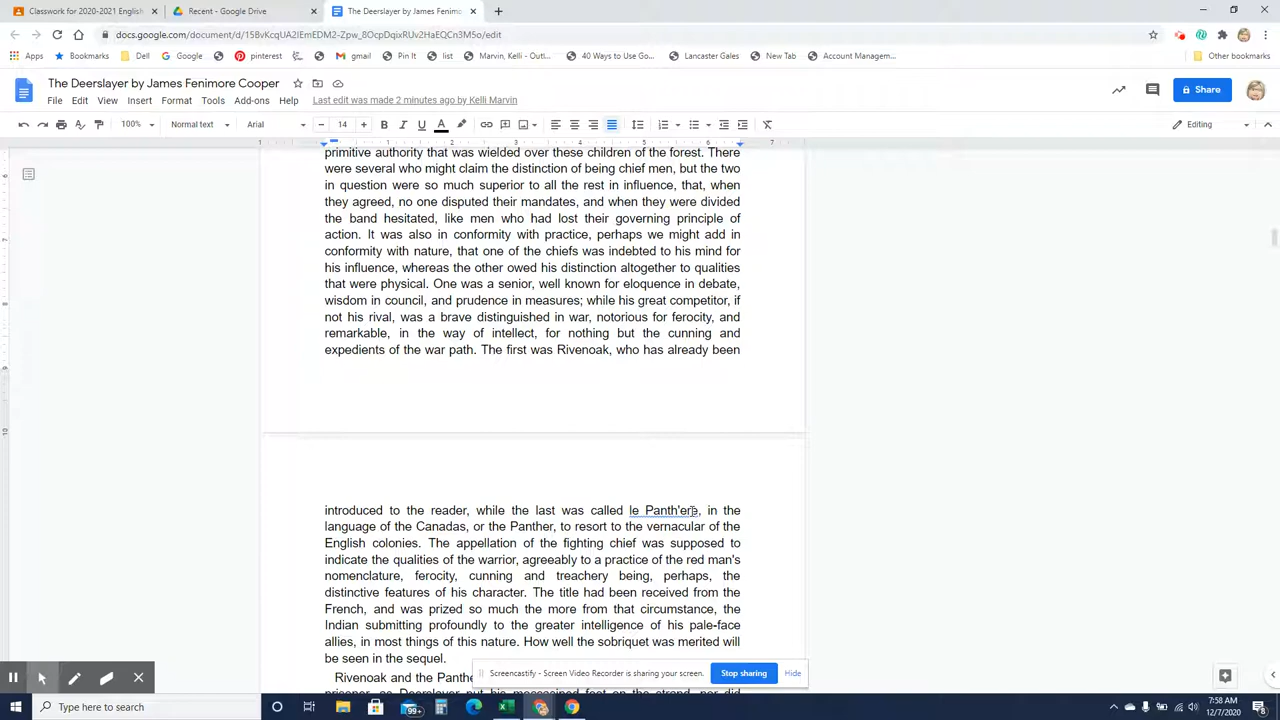 Classwork for 2020-2021 English
Recent - Google Drive
The Deerslayer by James Fenimo
docs.google.com/document/d/15BvKcqUA2IEmEDM2-Zpw_8OcpDqixRUv2HaEQCn3M5o/edit
Apps Bookmarks Dell Google pinterest gmail Pin It list Marvin, Kelli - Outl... 40 Ways to Use Go... Lancaster Gales New Tab Account Managem... Other bookmarks
The Deerslayer by James Fenimore Cooper
Share
File Edit View Insert Format Tools Add-ons Help Last edit was made 2 minutes ago by Kelli Marvin
100% Normal text Arial 14 B I U A Editing
1 1 2 3 4 5 6 7
primitive authority that was wielded over these children of the forest. There
were several who might claim the distinction of being chief men, but the two
in question were so much superior to all the rest in influence, that, when
they agreed, no one disputed their mandates, and when they were divided
the band hesitated, like men who had lost their governing principle of
action. It was also in conformity with practice, perhaps we might add in
conformity with nature, that one of the chiefs was indebted to his mind for
his influence, whereas the other owed his distinction altogether to qualities
that were physical. One was a senior, well known for eloquence in debate,
wisdom in council, and prudence in measures; while his great competitor, if
not his rival, was a brave distinguished in war, notorious for ferocity, and
remarkable, in the way of intellect, for nothing but the cunning and
expedients of the war path. The first was Rivenoak, who has already been
introduced to the reader, while the last was called le Panth'ere, in the
language of the Canadas, or the Panther, to resort to the vernacular of the
English colonies. The appellation of the fighting chief was supposed to
indicate the qualities of the warrior, agreeably to a practice of the red man's
nomenclature, ferocity, cunning and treachery being, perhaps, the
distinctive features of his character. The title had been received from the
French, and was prized so much the more from that circumstance, the
Indian submitting profoundly to the greater intelligence of his pale-face
allies, in most things of this nature. How well the sobriquet was merited will
be seen in the sequel.
Rivenoak and the Panthe
prisoner, as Deerslayer put his moccasined foot on the strand, nor did
Screencastify - Screen Video Recorder is sharing your screen. Stop sharing Hide
Type here to search
99+
7:58 AM
12/7/2020